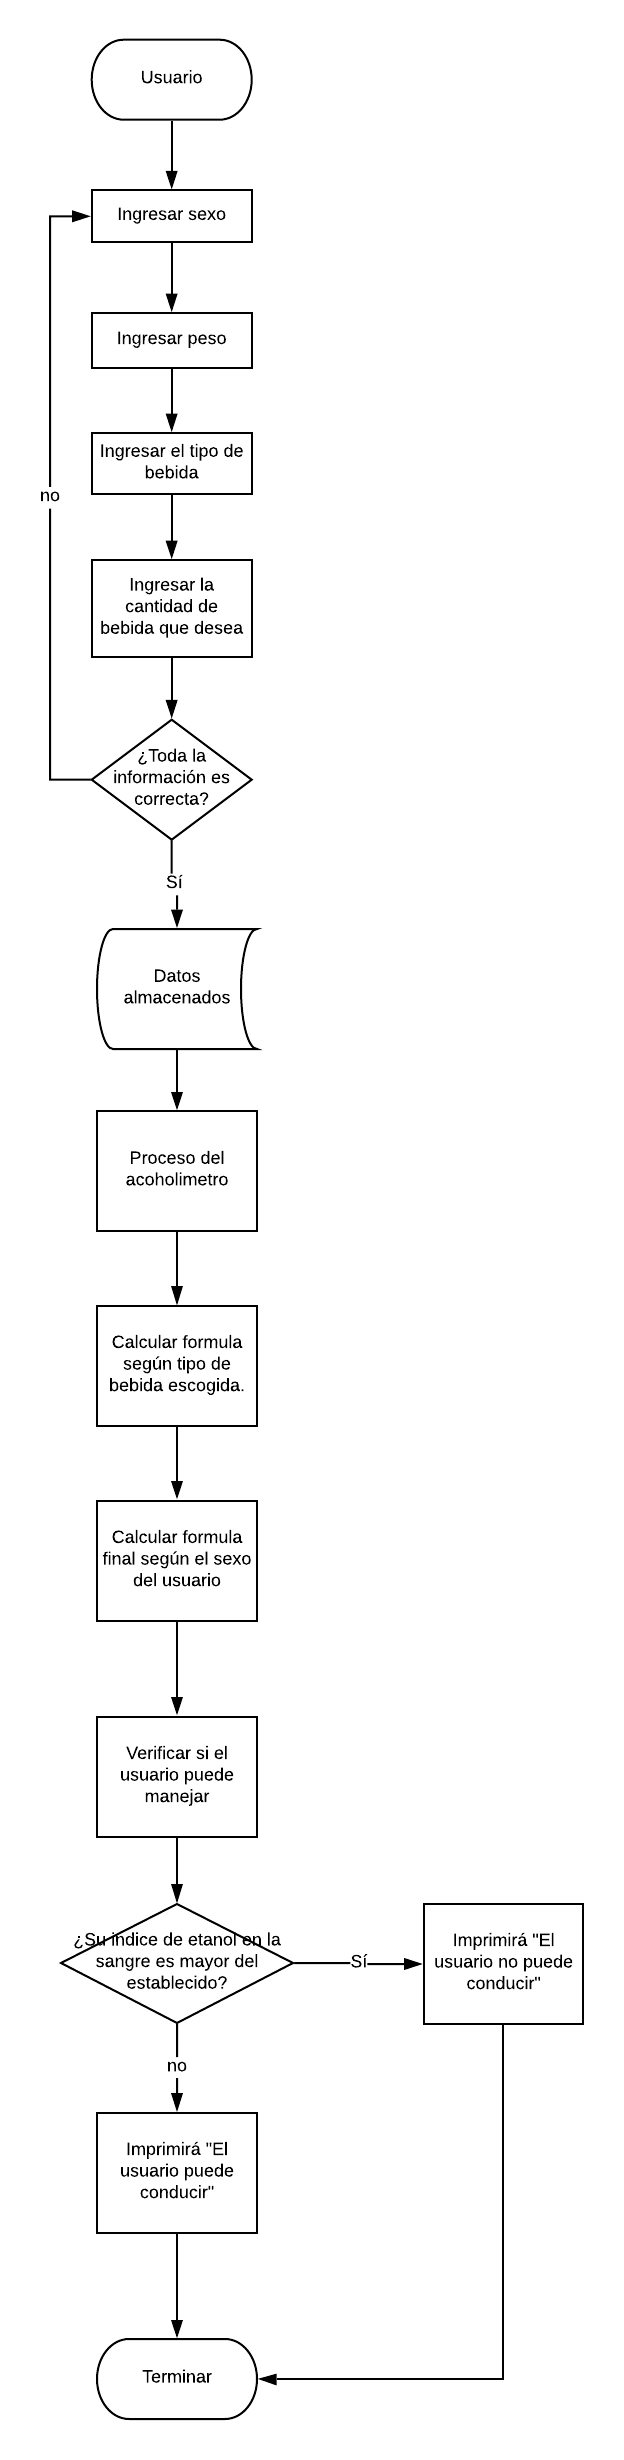 Usuario
Ingresar sexo
Ingresar peso
Ingresar el tipo de
bebida
no
Ingresar la
cantidad de
bebida que desea
¿Toda la
información es
correcta?
Sí
Datos
almacenados
Proceso del
acoholimetro
Calcular formula
según tipo de
bebida escogida.
Calcular formula
final según el sexo
del usuario
Verificar si el
usuario puede
manejar
¿Su indice de etanol en la
sangre es mayor del
establecido?
Sí
Imprimirá "El
usuario no puede
conducir"
no
Imprimirá "El
usuario puede
conducir"
Terminar